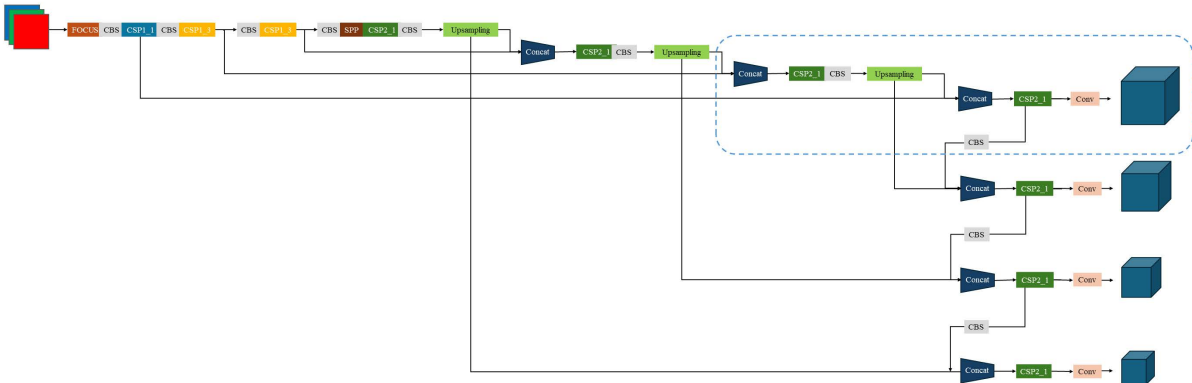 FOCUS CBS CSP1_1 CBS CSP1_3 CBS CSP1_3 CBS SPP CSP2_1 CBS Upsampling
Concat CSP2_1 CBS Upsampling
Concat CSP2_1 CBS Upsampling
Concat CSP2_1 Conv
CBS
Concat CSP2_1 Conv
CBS
Concat CSP2_1 Conv
CBS
Concat CSP2_1 Conv